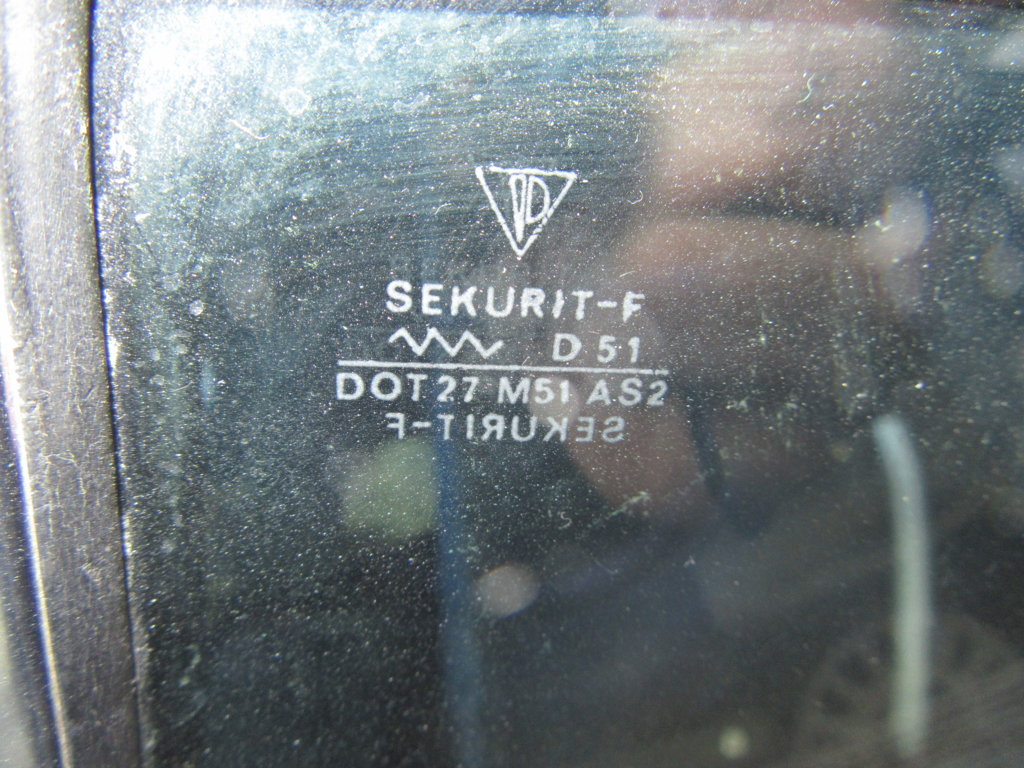 D
SEKURIT-F
D 51
DOT 27 M51 AS2
SEKURIT-F